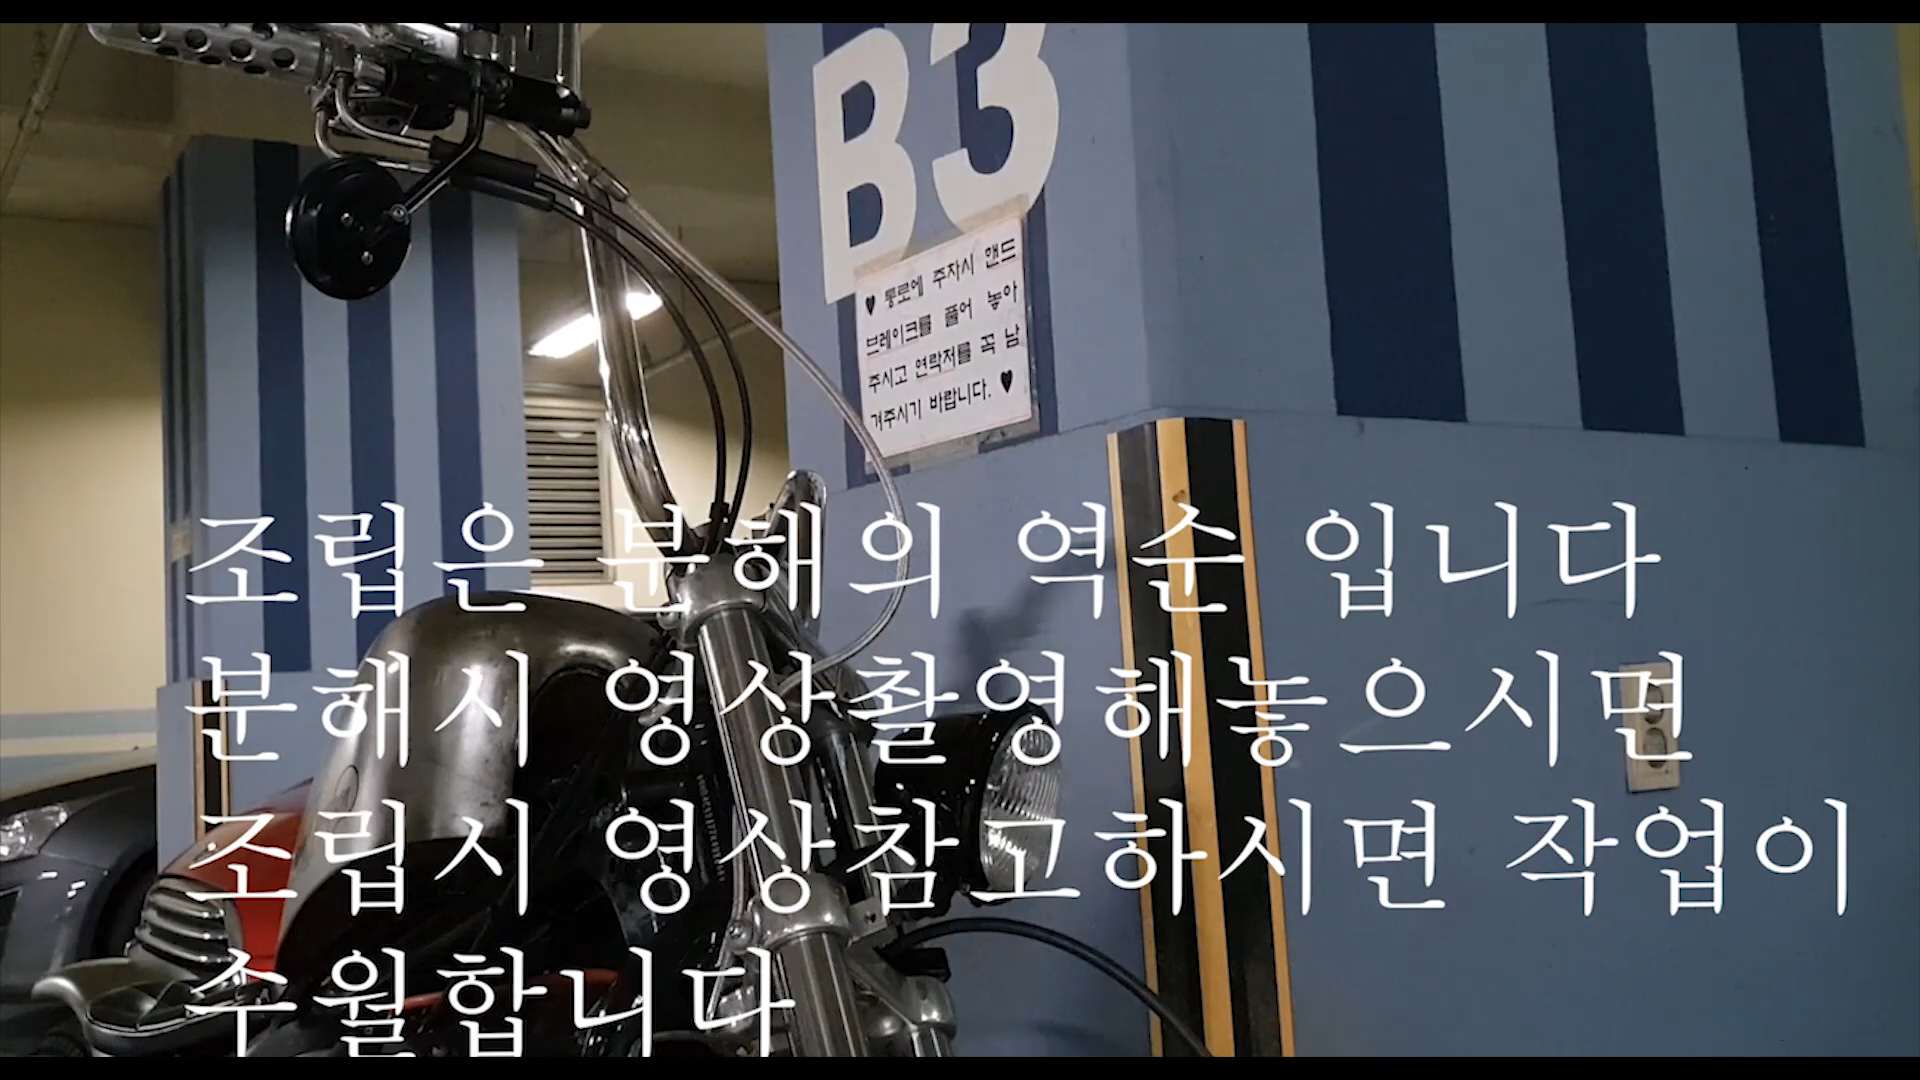 B3
♥ 통로에 주차시 핸드
브레이크를 풀어 놓아
주시고 연락처를 꼭 남
겨주시기 바랍니다. ♥
조립은 분해의 역순 입니다
분해시 영상촬영해놓으시면
조립시 영상참고하시면 작업이
수월합니다